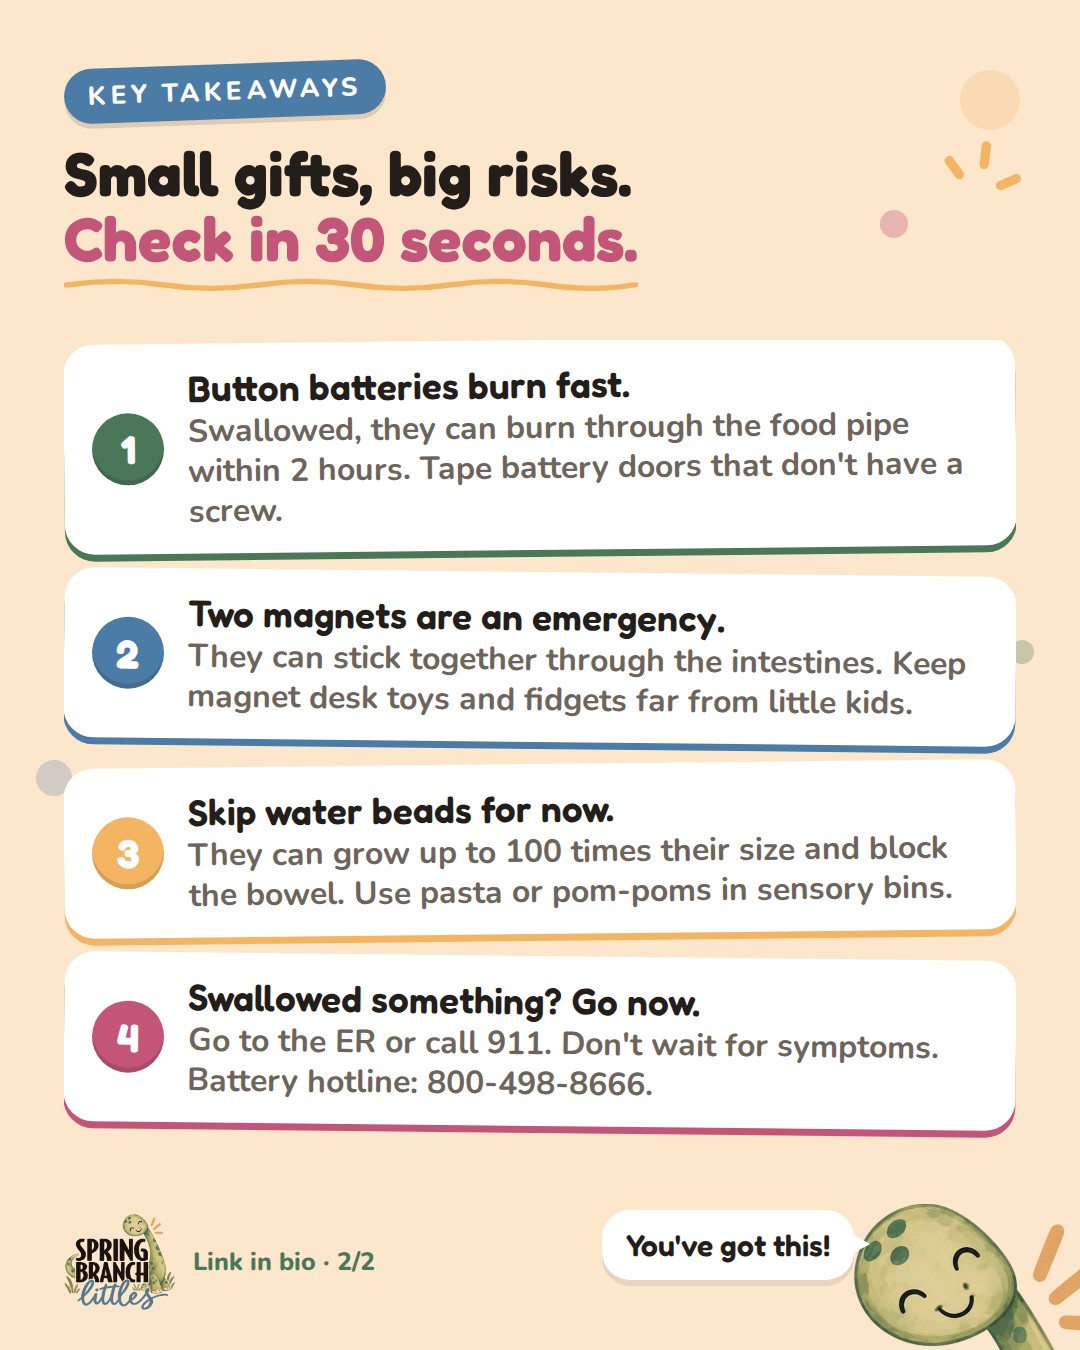 KEY TAKEAWAYS
Small gifts, big risks.
Check in 30 seconds.
1
Button batteries burn fast.
Swallowed, they can burn through the food pipe
within 2 hours. Tape battery doors that don't have a
screw.
2
Two magnets are an emergency.
They can stick together through the intestines. Keep
magnet desk toys and fidgets far from little kids.
3
Skip water beads for now.
They can grow up to 100 times their size and block
the bowel. Use pasta or pom-poms in sensory bins.
4
Swallowed something? Go now.
Go to the ER or call 911. Don't wait for symptoms.
Battery hotline: 800-498-8666.
SPRING
BRANCH
littles
Link in bio · 2/2
You've got this!